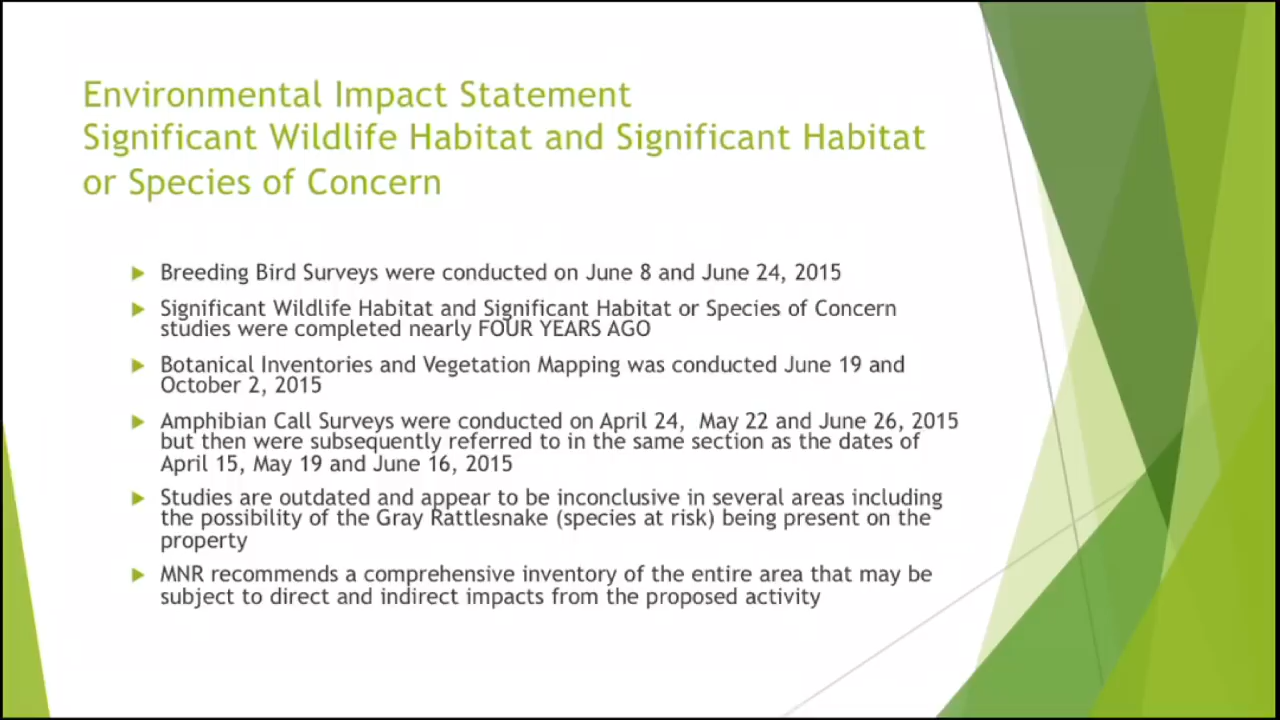 Environmental Impact Statement
Significant Wildlife Habitat and Significant Habitat
or Species of Concern
Breeding Bird Surveys were conducted on June 8 and June 24, 2015
Significant Wildlife Habitat and Significant Habitat or Species of Concern
studies were completed nearly FOUR YEARS AGO
Botanical Inventories and Vegetation Mapping was conducted June 19 and
October 2, 2015
Amphibian Call Surveys were conducted on April 24, May 22 and June 26, 2015
but then were subsequently referred to in the same section as the dates of
April 15, May 19 and June 16, 2015
Studies are outdated and appear to be inconclusive in several areas including
the possibility of the Gray Rattlesnake (species at risk) being present on the
property
MNR recommends a comprehensive inventory of the entire area that may be
subject to direct and indirect impacts from the proposed activity